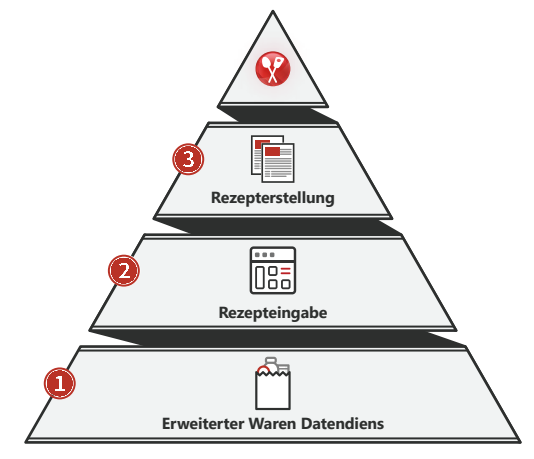 3
Rezepterstellung
2
Rezepteingabe
1
Erweiterter Waren Datendiens